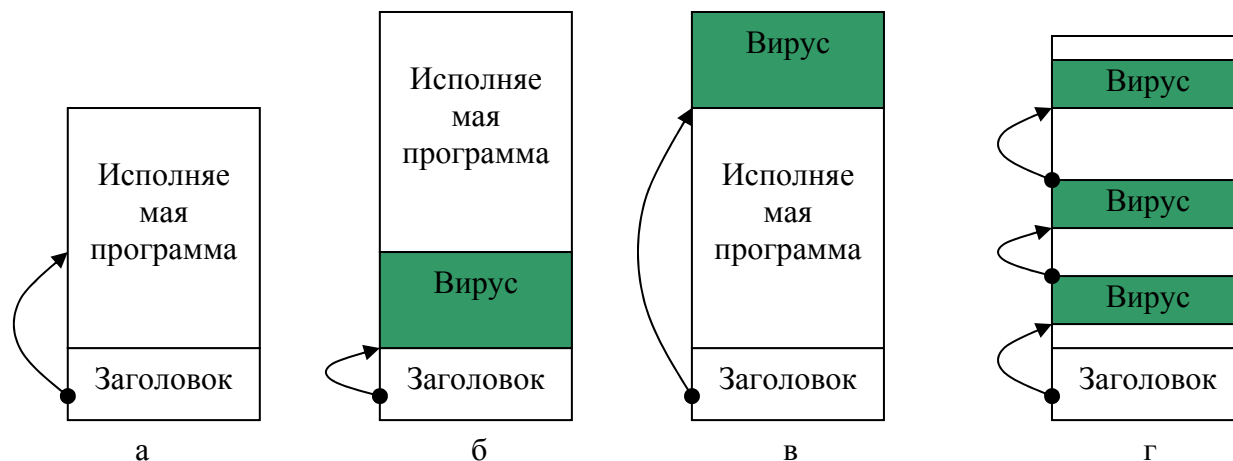 Исполняе
мая
программа
Заголовок
а
Исполняе
мая
программа
Вирус
Заголовок
б
Вирус
Исполняе
мая
программа
Заголовок
в
Вирус
Вирус
Вирус
Заголовок
г